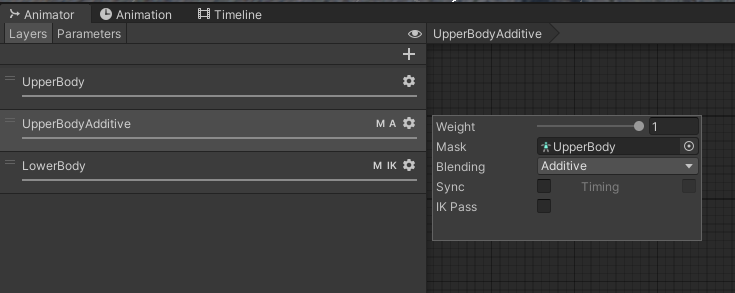 Animator Animation Timeline
Layers Parameters
UpperBodyAdditive
+
UpperBody
UpperBodyAdditive M A
LowerBody M IK
Weight 1
Mask UpperBody
Blending Additive
Sync Timing
IK Pass